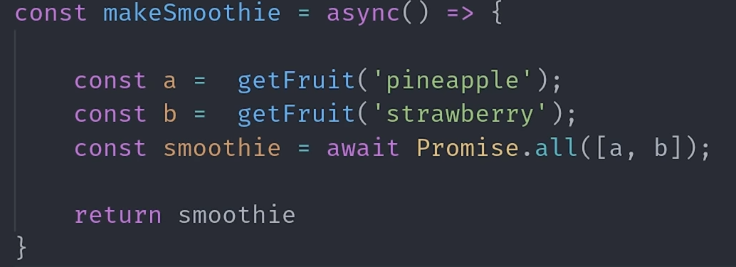 const makeSmoothie = async() => {
const a =  getFruit('pineapple');
const b =  getFruit('strawberry');
const smoothie = await Promise.all([a, b]);
return smoothie
}